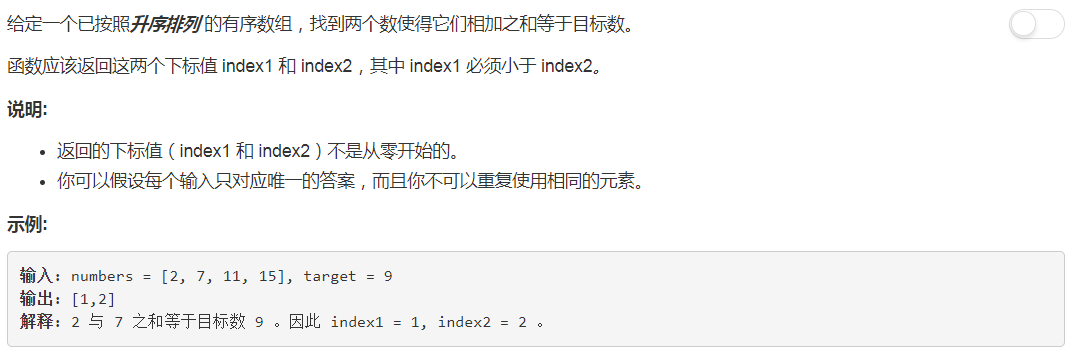 给定一个已按照升序排列 的有序数组，找到两个数使得它们相加之和等于目标数。
函数应该返回这两个下标值 index1 和 index2，其中 index1 必须小于 index2。
说明:
返回的下标值（index1 和 index2）不是从零开始的。
你可以假设每个输入只对应唯一的答案，而且你不可以重复使用相同的元素。
示例:
输入: numbers = [2, 7, 11, 15], target = 9
输出: [1,2]
解释: 2 与 7 之和等于目标数 9 。因此 index1 = 1, index2 = 2 。